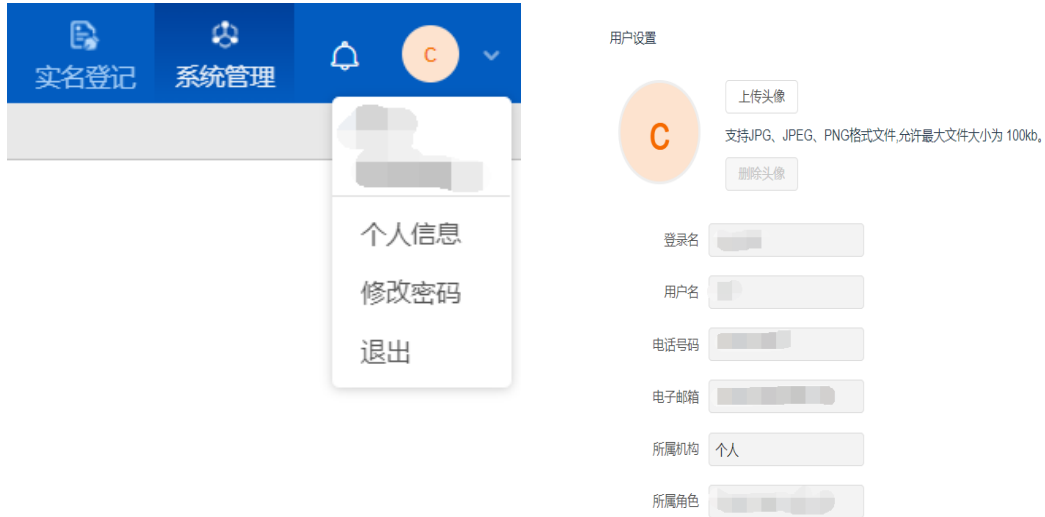 实名登记
系统管理
C
个人信息
修改密码
退出
用户设置
C
上传头像
支持JPG、JPEG、PNG格式文件,允许最大文件大小为 100kb。
删除头像
登录名
用户名
电话号码
电子邮箱
所属机构 个人
所属角色